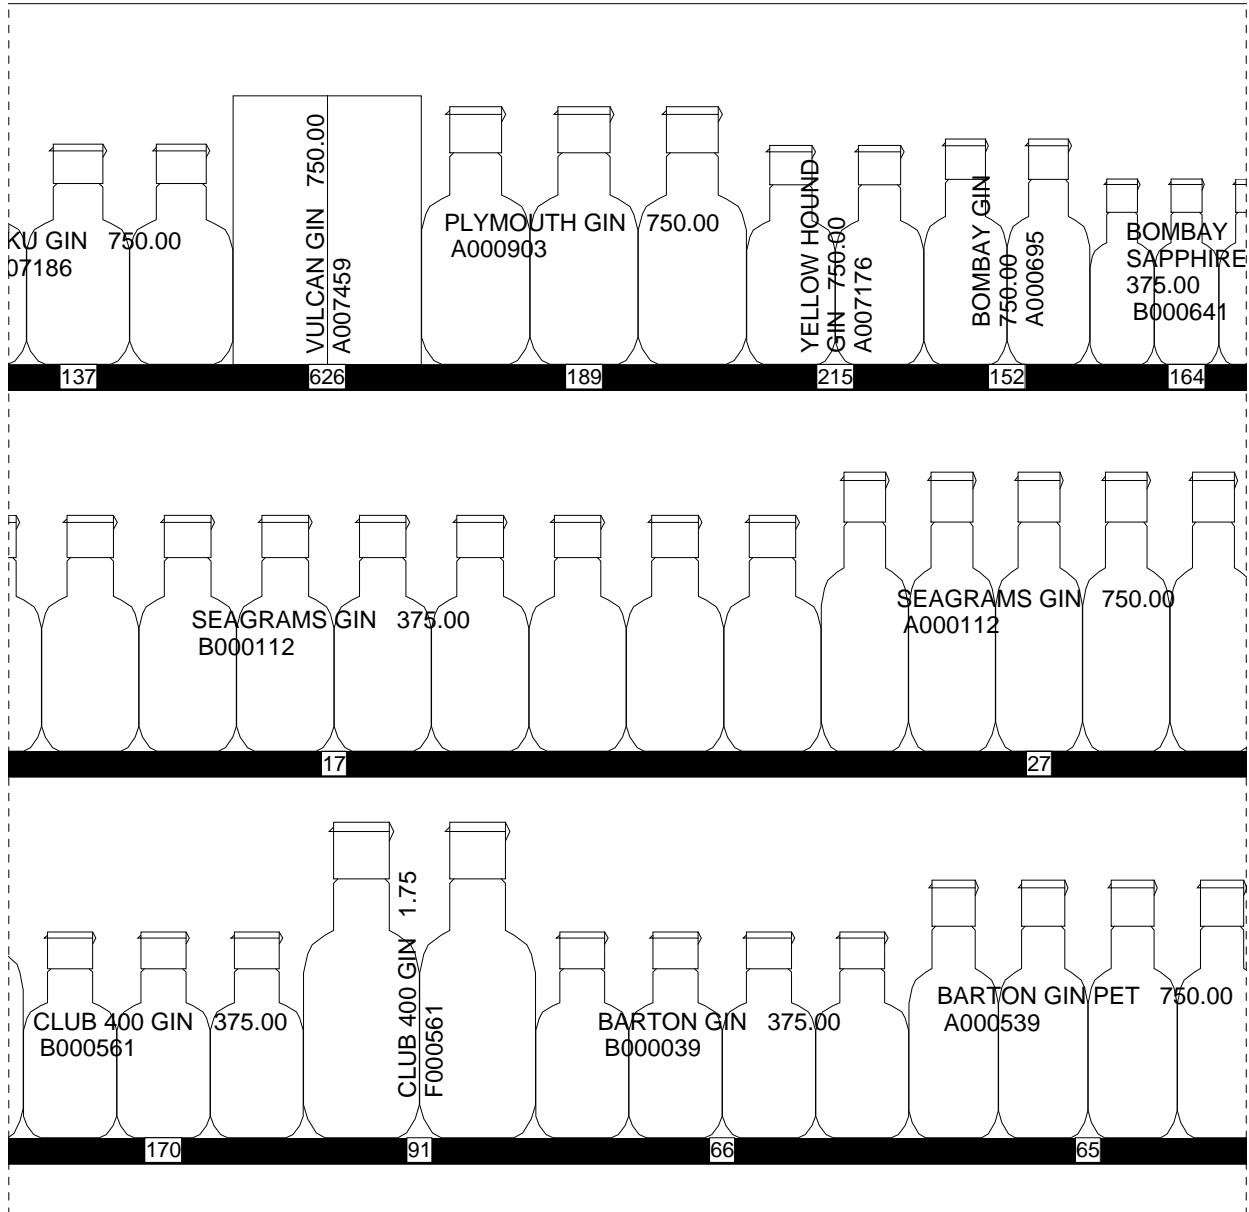 KU GIN 750.00
07186
VULCAN GIN 750.00
A007459
PLYMOUTH GIN 750.00
A000903
YELLOW HOUND
GIN 750.00
A007176
BOMBAY GIN
750.00
A000695
BOMBAY
SAPPHIRE
375.00
B000641
137
626
189
215
152
164
SEAGRAMS GIN 375.00
B000112
SEAGRAMS GIN 750.00
A000112
17
27
CLUB 400 GIN 375.00
B000561
CLUB 400 GIN 1.75
F000561
BARTON GIN 375.00
B000039
BARTON GIN PET 750.00
A000539
170
91
66
65